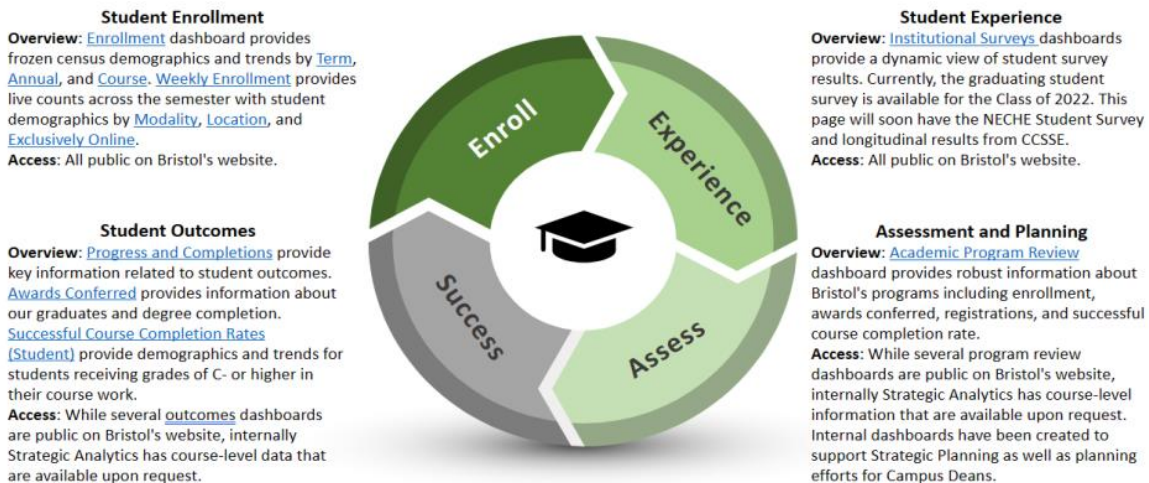 Student Enrollment
Overview: Enrollment dashboard provides
frozen census demographics and trends by Term,
Annual, and Course. Weekly Enrollment provides
live counts across the semester with student
demographics by Modality, Location, and
Exclusively Online.
Access: All public on Bristol's website.
Student Experience
Overview: Institutional Surveys dashboards
provide a dynamic view of student survey
results. Currently, the graduating student
survey is available for the Class of 2022. This
page will soon have the NECHE Student Survey
and longitudinal results from CCSSE.
Access: All public on Bristol's website.
Enroll
Experience
Success
Assess
Student Outcomes
Overview: Progress and Completions provide
key information related to student outcomes.
Awards Conferred provides information about
our graduates and degree completion.
Successful Course Completion Rates
(Student) provide demographics and trends for
students receiving grades of C- or higher in
their course work.
Access: While several outcomes dashboards
are public on Bristol's website, internally
Strategic Analytics has course-level data that
are available upon request.
Assessment and Planning
Overview: Academic Program Review
dashboard provides robust information about
Bristol's programs including enrollment,
awards conferred, registrations, and successful
course completion rate.
Access: While several program review
dashboards are public on Bristol's website,
internally Strategic Analytics has course-level
information that are available upon request.
Internal dashboards have been created to
support Strategic Planning as well as planning
efforts for Campus Deans.